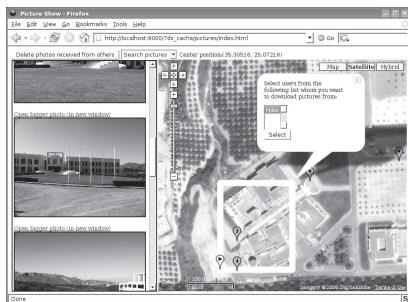 Picture Show - Firefox
File Edit View Go Bookmarks Tools Help
http://localhost:9000/7ds_cache/pictures/index.html
Go
Delete photos received from others
Search pictures
Center position:(35.30516, 25.07216)
Open bigger photo (in new window)
Open bigger photo (in new window)
Map
Satellite
Hybrid
Select users from the
following list whom you want
to download pictures from:
Niko
Select
Imagery ©2006 DigitalGlobe - Terms of Use
Done